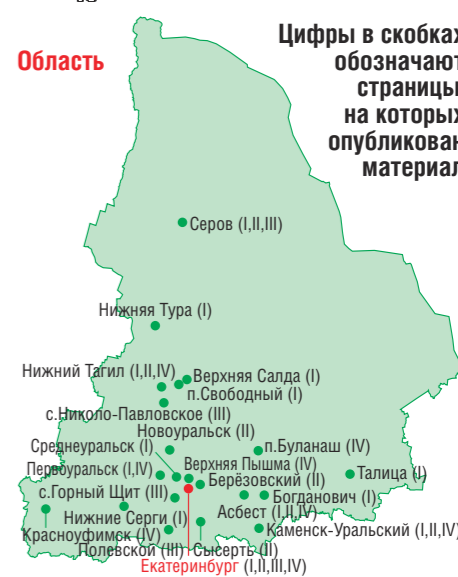 Область
Цифры в скобках
обозначают
страницы
на которых
опубликован
материал
Серов (I,II,III)
Нижняя Тура (I)
Нижний Тагил (I,II,IV)
Верхняя Салда (I)
п.Свободный (I)
с.Николо-Павловское (III)
Новоуральск (II)
Среднеуральск (I)
п.Буланаш (IV)
Первоуральск (I,IV)
Верхняя Пышма (IV)
Берёзовский (II)
Талица (I)
с.Горный Щит (III)
Богданович (I)
Асбест (I,II,IV)
Нижние Серги (I)
Красноуфимск (IV)
Каменск-Уральский (I,II,IV)
Полевской (III)
Сысерть (II)
Екатеринбург (I,II,III,IV)